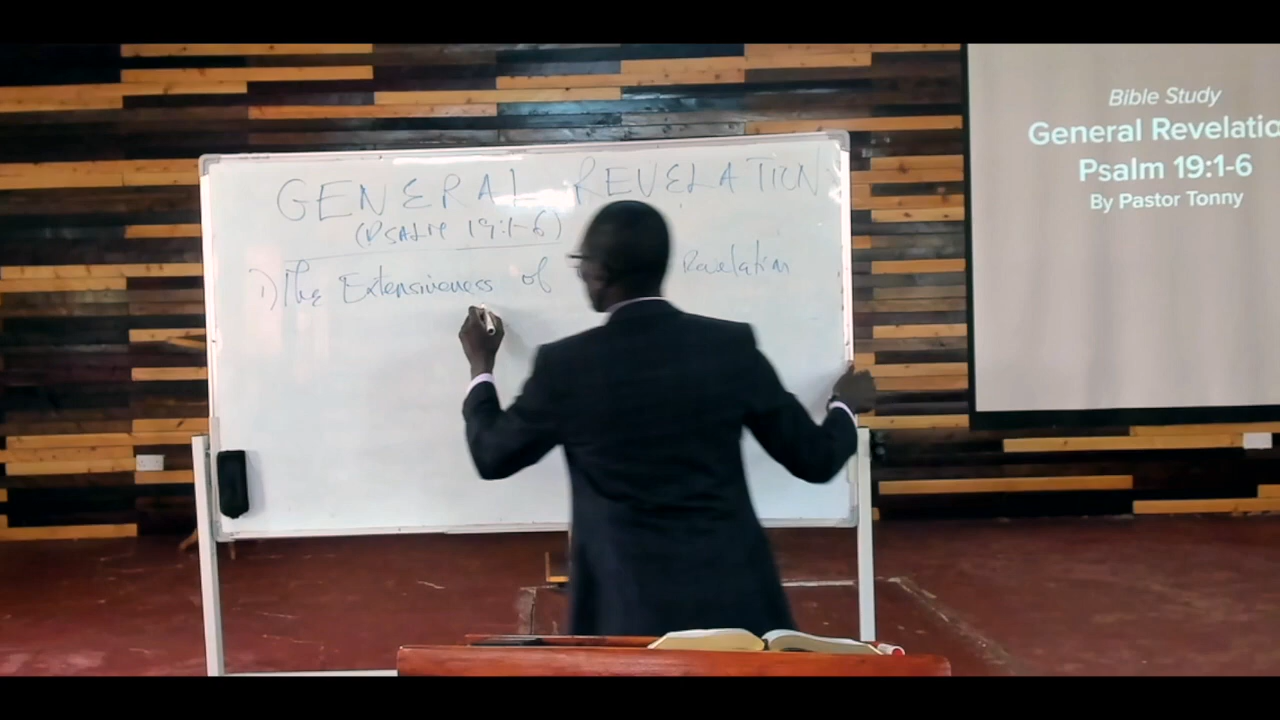 GENERAL REVELATION
(PSALM 19:1-6)
1) The Extensiveness of Revelation
Bible Study
General Revelatio
Psalm 19:1-6
By Pastor Tonny